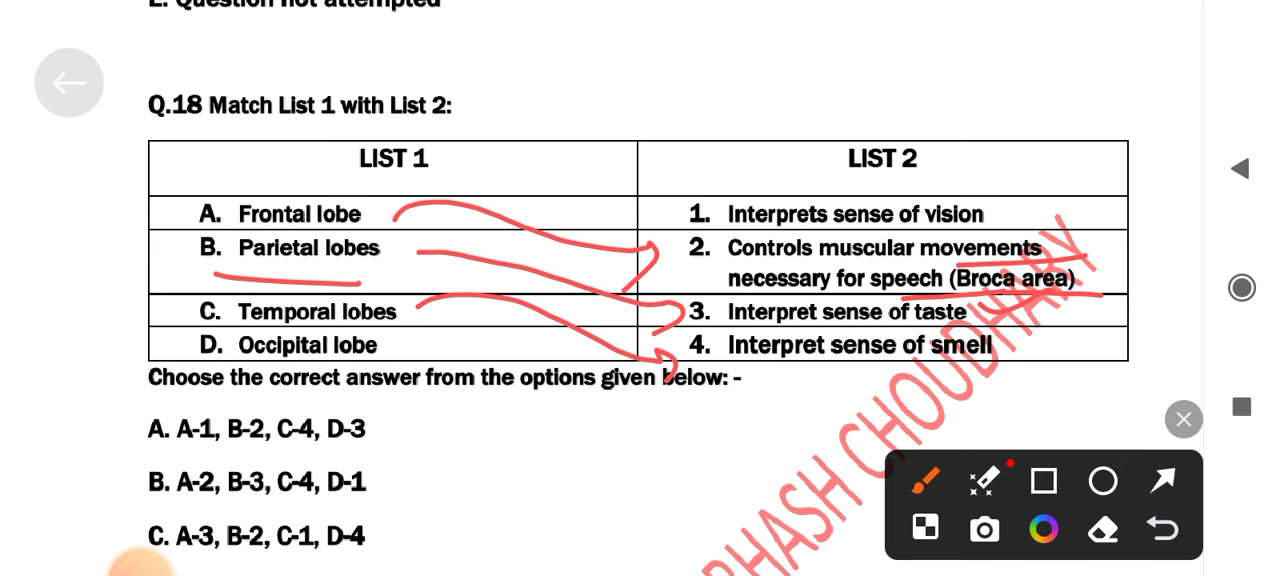 E. Question not attempted
Q.18 Match List 1 with List 2:
LIST 1
LIST 2
A. Frontal lobe
1. Interprets sense of vision
B. Parietal lobes
2. Controls muscular movements
necessary for speech (Broca area)
C. Temporal lobes
3. Interpret sense of taste
D. Occipital lobe
4. Interpret sense of smell
Choose the correct answer from the options given below: -
A. A-1, B-2, C-4, D-3
B. A-2, B-3, C-4, D-1
C. A-3, B-2, C-1, D-4
CHOUDHARY